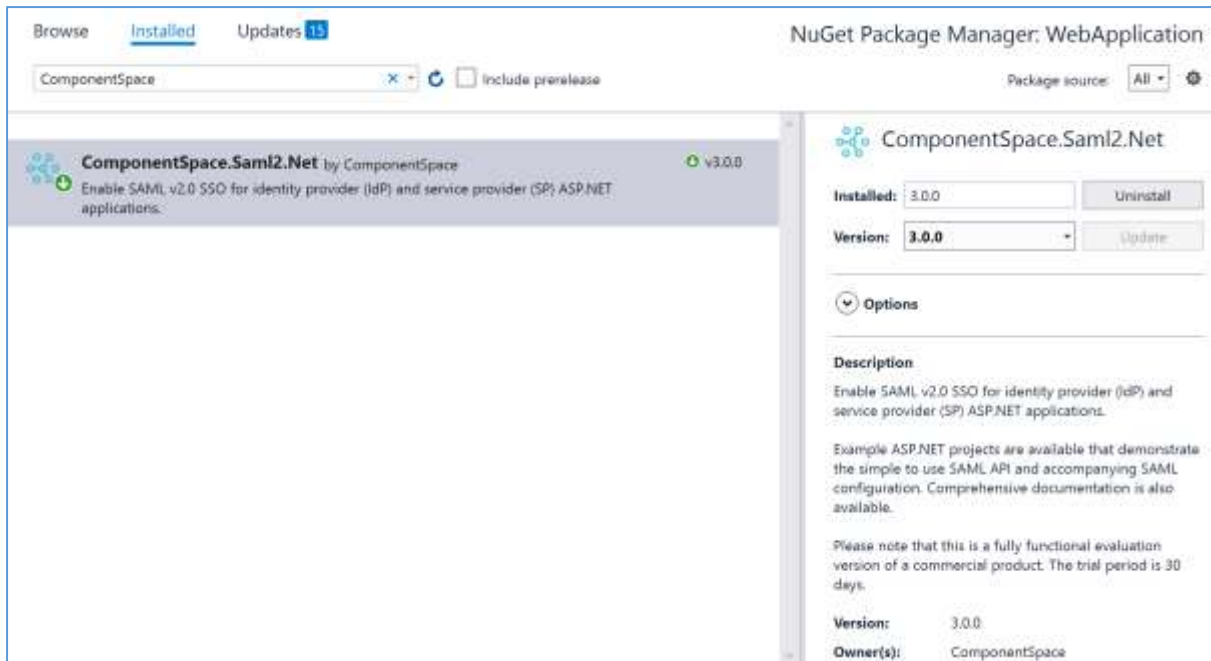 Browse Installed Updates 15
NuGet Package Manager: WebApplication
ComponentSpace
Include prerelease
Package source: All
ComponentSpace.Saml2.Net by ComponentSpace
v3.0.0
Enable SAML v2.0 SSO for identity provider (IdP) and service provider (SP) ASP.NET
applications.
ComponentSpace.Saml2.Net
Installed: 3.0.0 Uninstall
Version: 3.0.0 Update
Options
Description
Enable SAML v2.0 SSO for identity provider (IdP) and
service provider (SP) ASP.NET applications.
Example ASP.NET projects are available that demonstrate
the simple to use SAML API and accompanying SAML
configuration. Comprehensive documentation is also
available.
Please note that this is a fully functional evaluation
version of a commercial product. The trial period is 30
days.
Version: 3.0.0
Owner(s): ComponentSpace